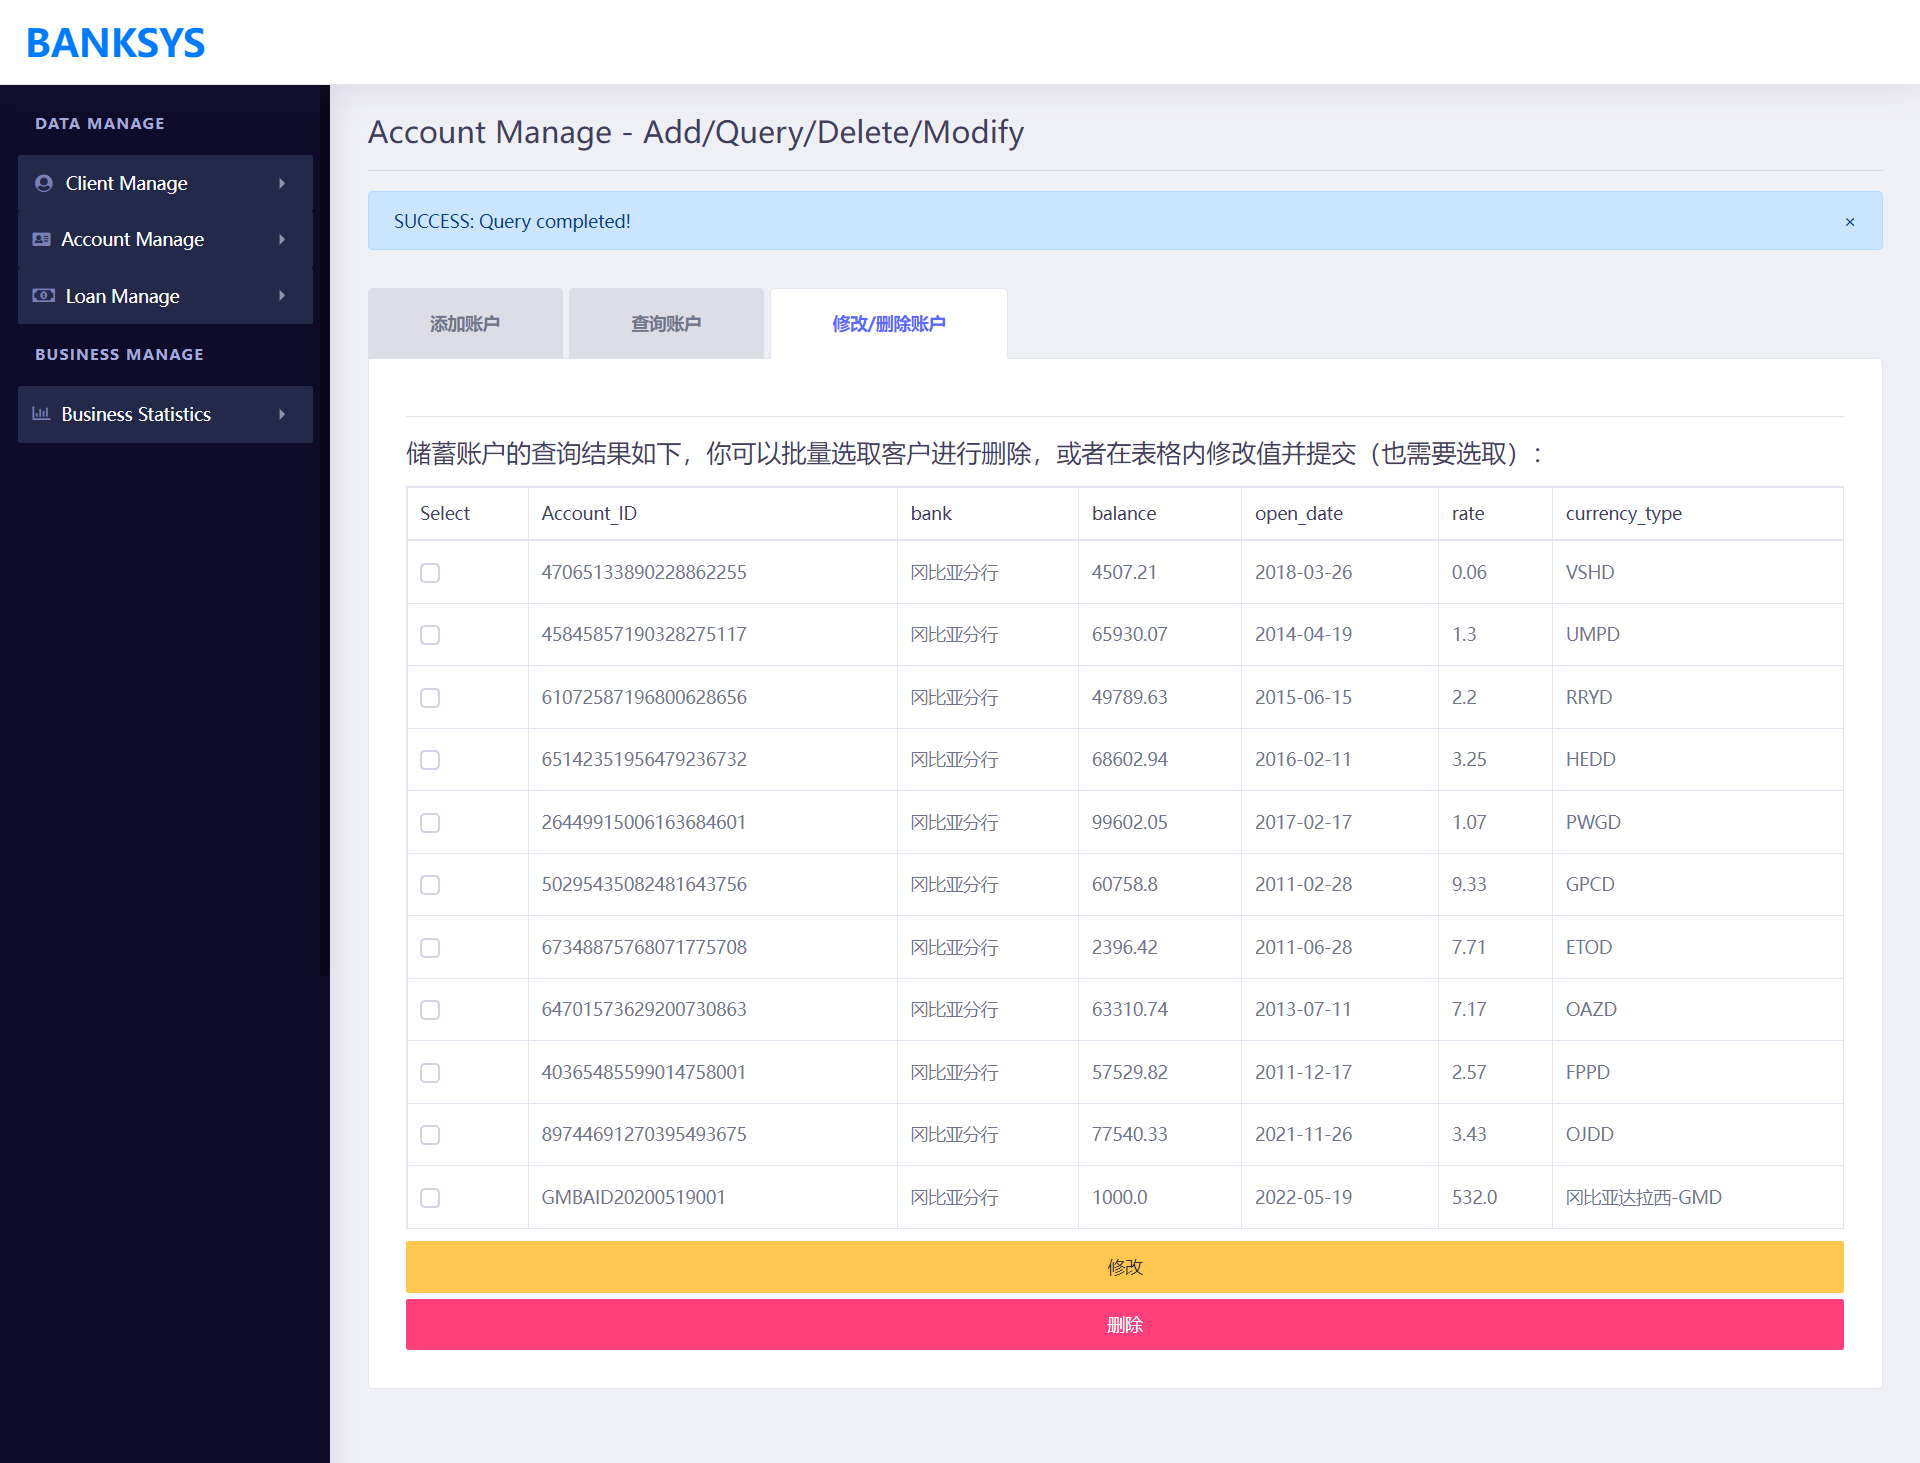 BANKSYS
DATA MANAGE
Client Manage
Account Manage
Loan Manage
BUSINESS MANAGE
Business Statistics
Account Manage - Add/Query/Delete/Modify
SUCCESS: Query completed! ×
添加账户 查询账户 修改/删除账户
储蓄账户的查询结果如下，你可以批量选取客户进行删除，或者在表格内修改值并提交（也需要选取）：
Select Account_ID bank balance open_date rate currency_type
47065133890228862255 冈比亚分行 4507.21 2018-03-26 0.06 VSHD
45845857190328275117 冈比亚分行 65930.07 2014-04-19 1.3 UMPD
61072587196800628656 冈比亚分行 49789.63 2015-06-15 2.2 RRYD
65142351956479236732 冈比亚分行 68602.94 2016-02-11 3.25 HEDD
26449915006163684601 冈比亚分行 99602.05 2017-02-17 1.07 PWGD
50295435082481643756 冈比亚分行 60758.8 2011-02-28 9.33 GPCD
67348875768071775708 冈比亚分行 2396.42 2011-06-28 7.71 ETOD
64701573629200730863 冈比亚分行 63310.74 2013-07-11 7.17 OAZD
40365485599014758001 冈比亚分行 57529.82 2011-12-17 2.57 FPPD
89744691270395493675 冈比亚分行 77540.33 2021-11-26 3.43 OJDD
GMBAID20200519001 冈比亚分行 1000.0 2022-05-19 532.0 冈比亚达拉西-GMD
修改
删除